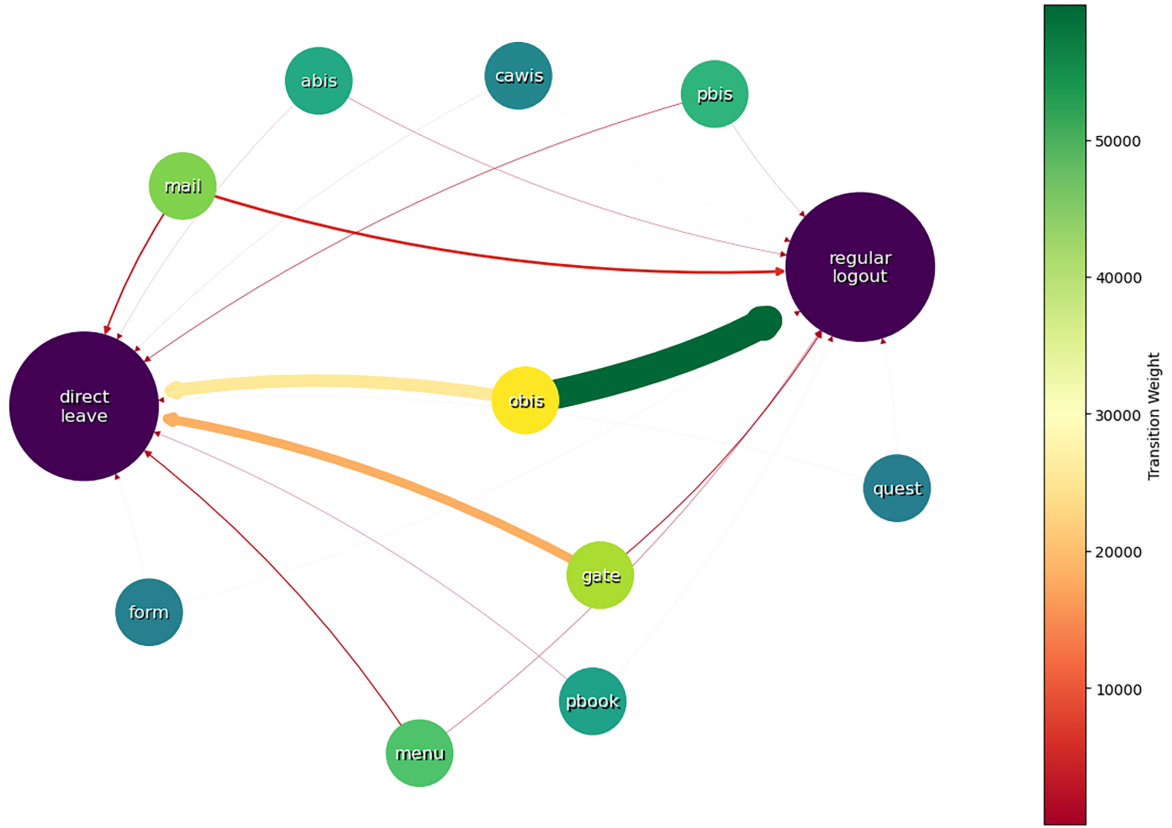 abis
cawis
pbis
mail
regular
logout
direct
leave
obis
quest
gate
form
pbook
menu
50000
40000
30000
20000
10000
Transition Weight